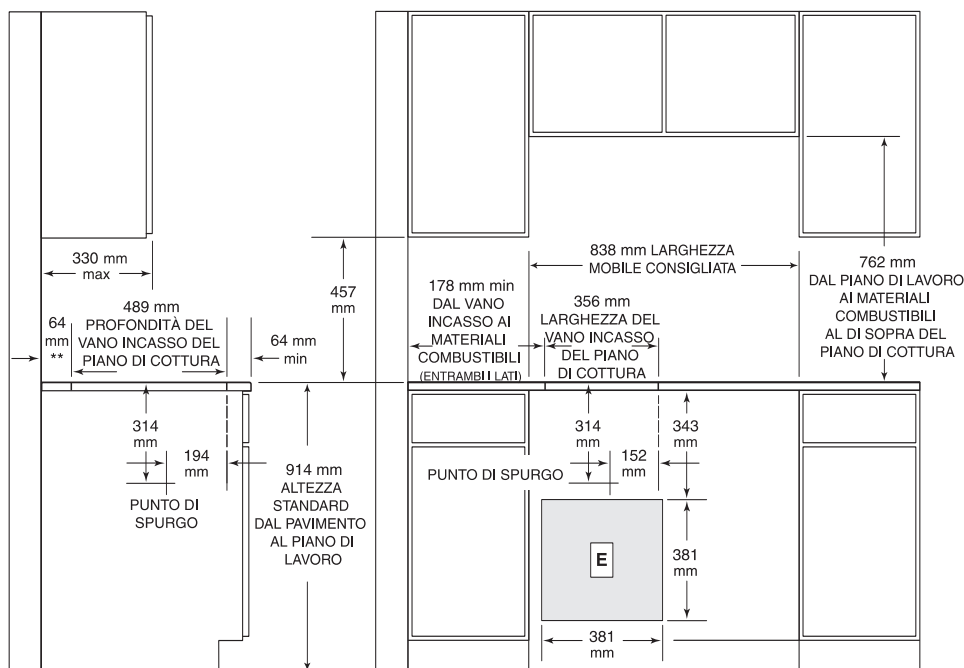 330 mm
max
489 mm
PROFONDITÀ DEL
VANO INCASSO DEL
PIANO DI COTTURA
64
mm
**
64 mm
min
457
mm
314
mm
194
mm
PUNTO DI
SPURGO
914 mm
ALTEZZA
STANDARD
DAL PAVIMENTO
AL PIANO DI
LAVORO
838 mm LARGHEZZA
MOBILE CONSIGLIATA
178 mm min
DAL VANO
INCASSO AI
MATERIALI
COMBUSTIBILI
(ENTRAMBI I LATI)
356 mm
LARGHEZZA DEL
VANO INCASSO
DEL PIANO
DI COTTURA
762 mm
DAL PIANO DI LAVORO
AI MATERIALI
COMBUSTIBILI
AL DI SOPRA DEL
PIANO DI COTTURA
314
mm
152
mm
PUNTO DI SPURGO
343
mm
E
381
mm
381
mm